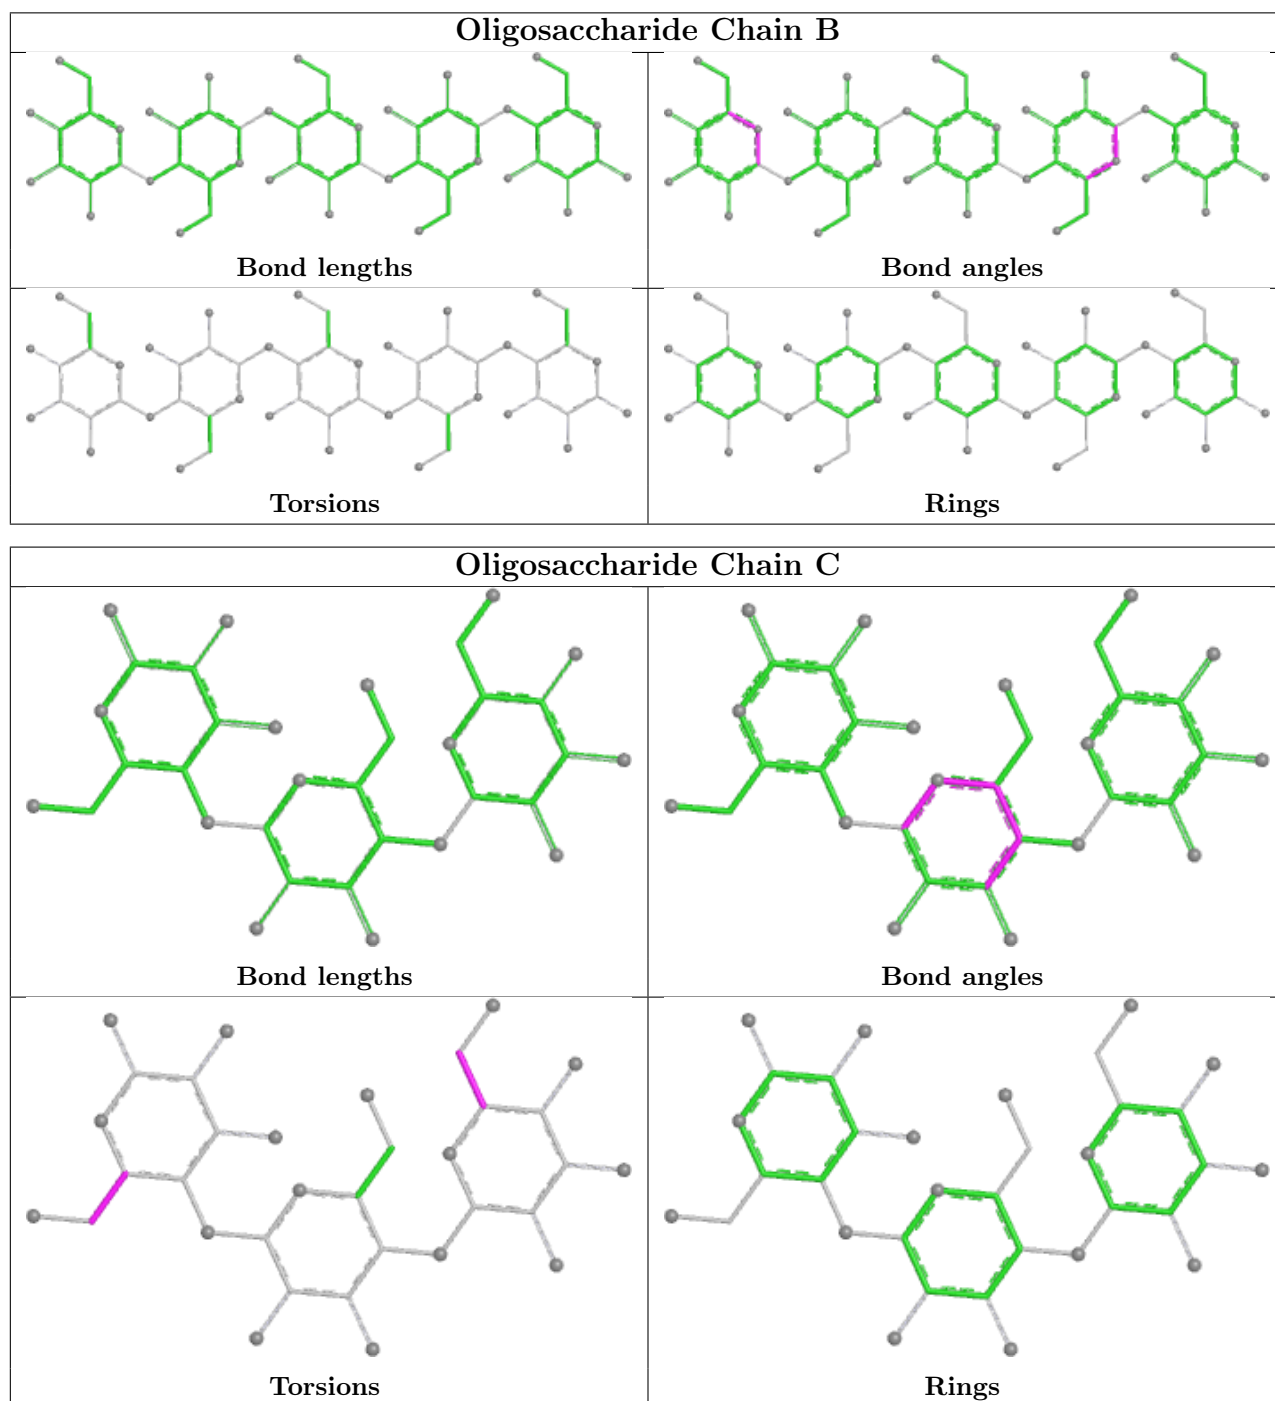 Oligosaccharide Chain B
Bond lengths
Bond angles
Torsions
Rings
Oligosaccharide Chain C
Bond lengths
Bond angles
Torsions
Rings